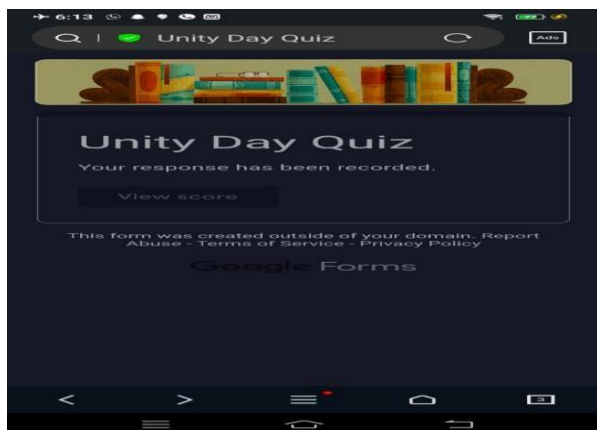 6:13
Unity Day Quiz
Ads
Unity Day Quiz
Your response has been recorded.
View score
This form was created outside of your domain. Report
Abuse - Terms of Service - Privacy Policy
Google Forms
3